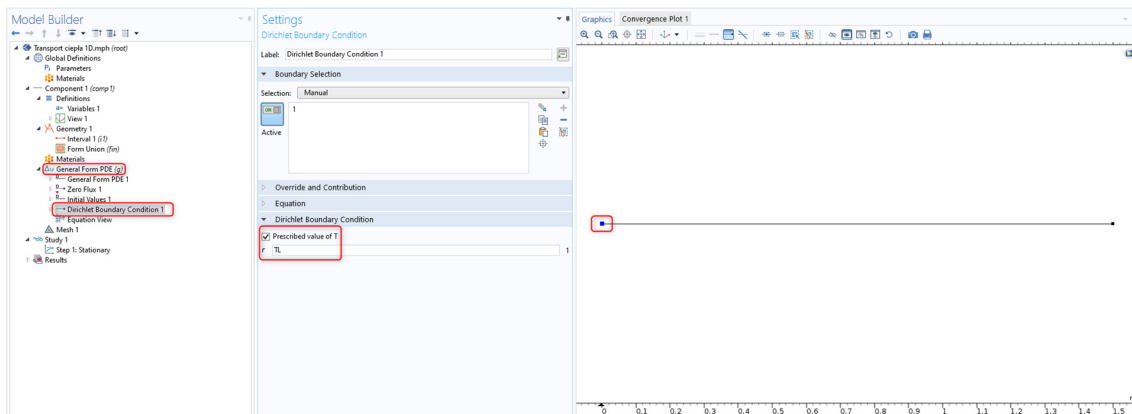 Model Builder
Transport ciepła 1D.mph (root)
Global Definitions
Pi Parameters
Materials
Component 1 (comp1)
Definitions
a= Variables 1
View 1
Geometry 1
Interval 1 (i1)
Form Union (fin)
Materials
Δu General Form PDE (g)
General Form PDE 1
Zero Flux 1
Initial Values 1
Dirichlet Boundary Condition 1
Equation View
Mesh 1
Study 1
Step 1: Stationary
Results
Settings
Dirichlet Boundary Condition
Label: Dirichlet Boundary Condition 1
Boundary Selection
Selection: Manual
1
Active
Override and Contribution
Equation
Dirichlet Boundary Condition
Prescribed value of T
r TL 1
Graphics Convergence Plot 1
0 0.1 0.2 0.3 0.4 0.5 0.6 0.7 0.8 0.9 1 1.1 1.2 1.3 1.4 1.5